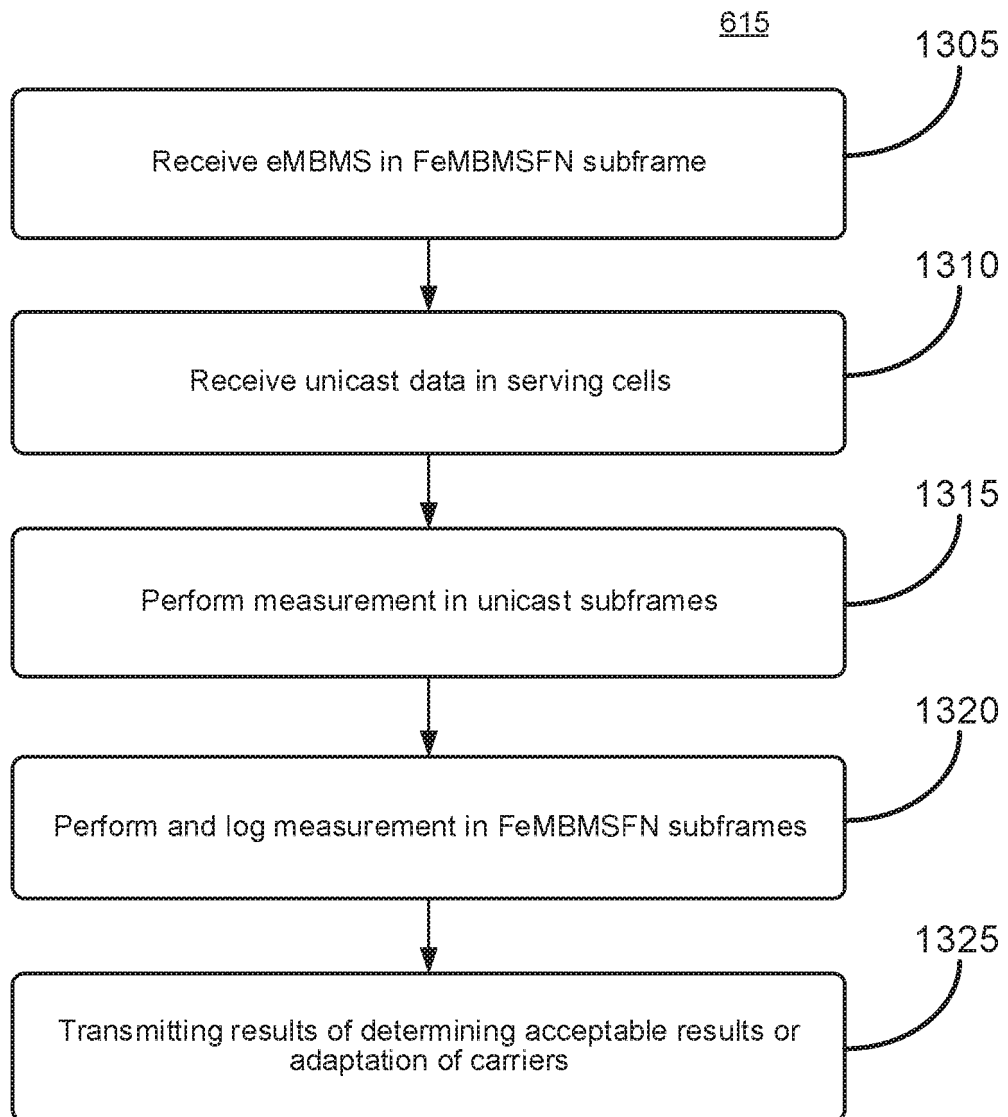 615
1305
Receive eMBMS in FeMBMSFN subframe
1310
Receive unicast data in serving cells
1315
Perform measurement in unicast subframes
1320
Perform and log measurement in FeMBMSFN subframes
1325
Transmitting results of determining acceptable results or
adaptation of carriers